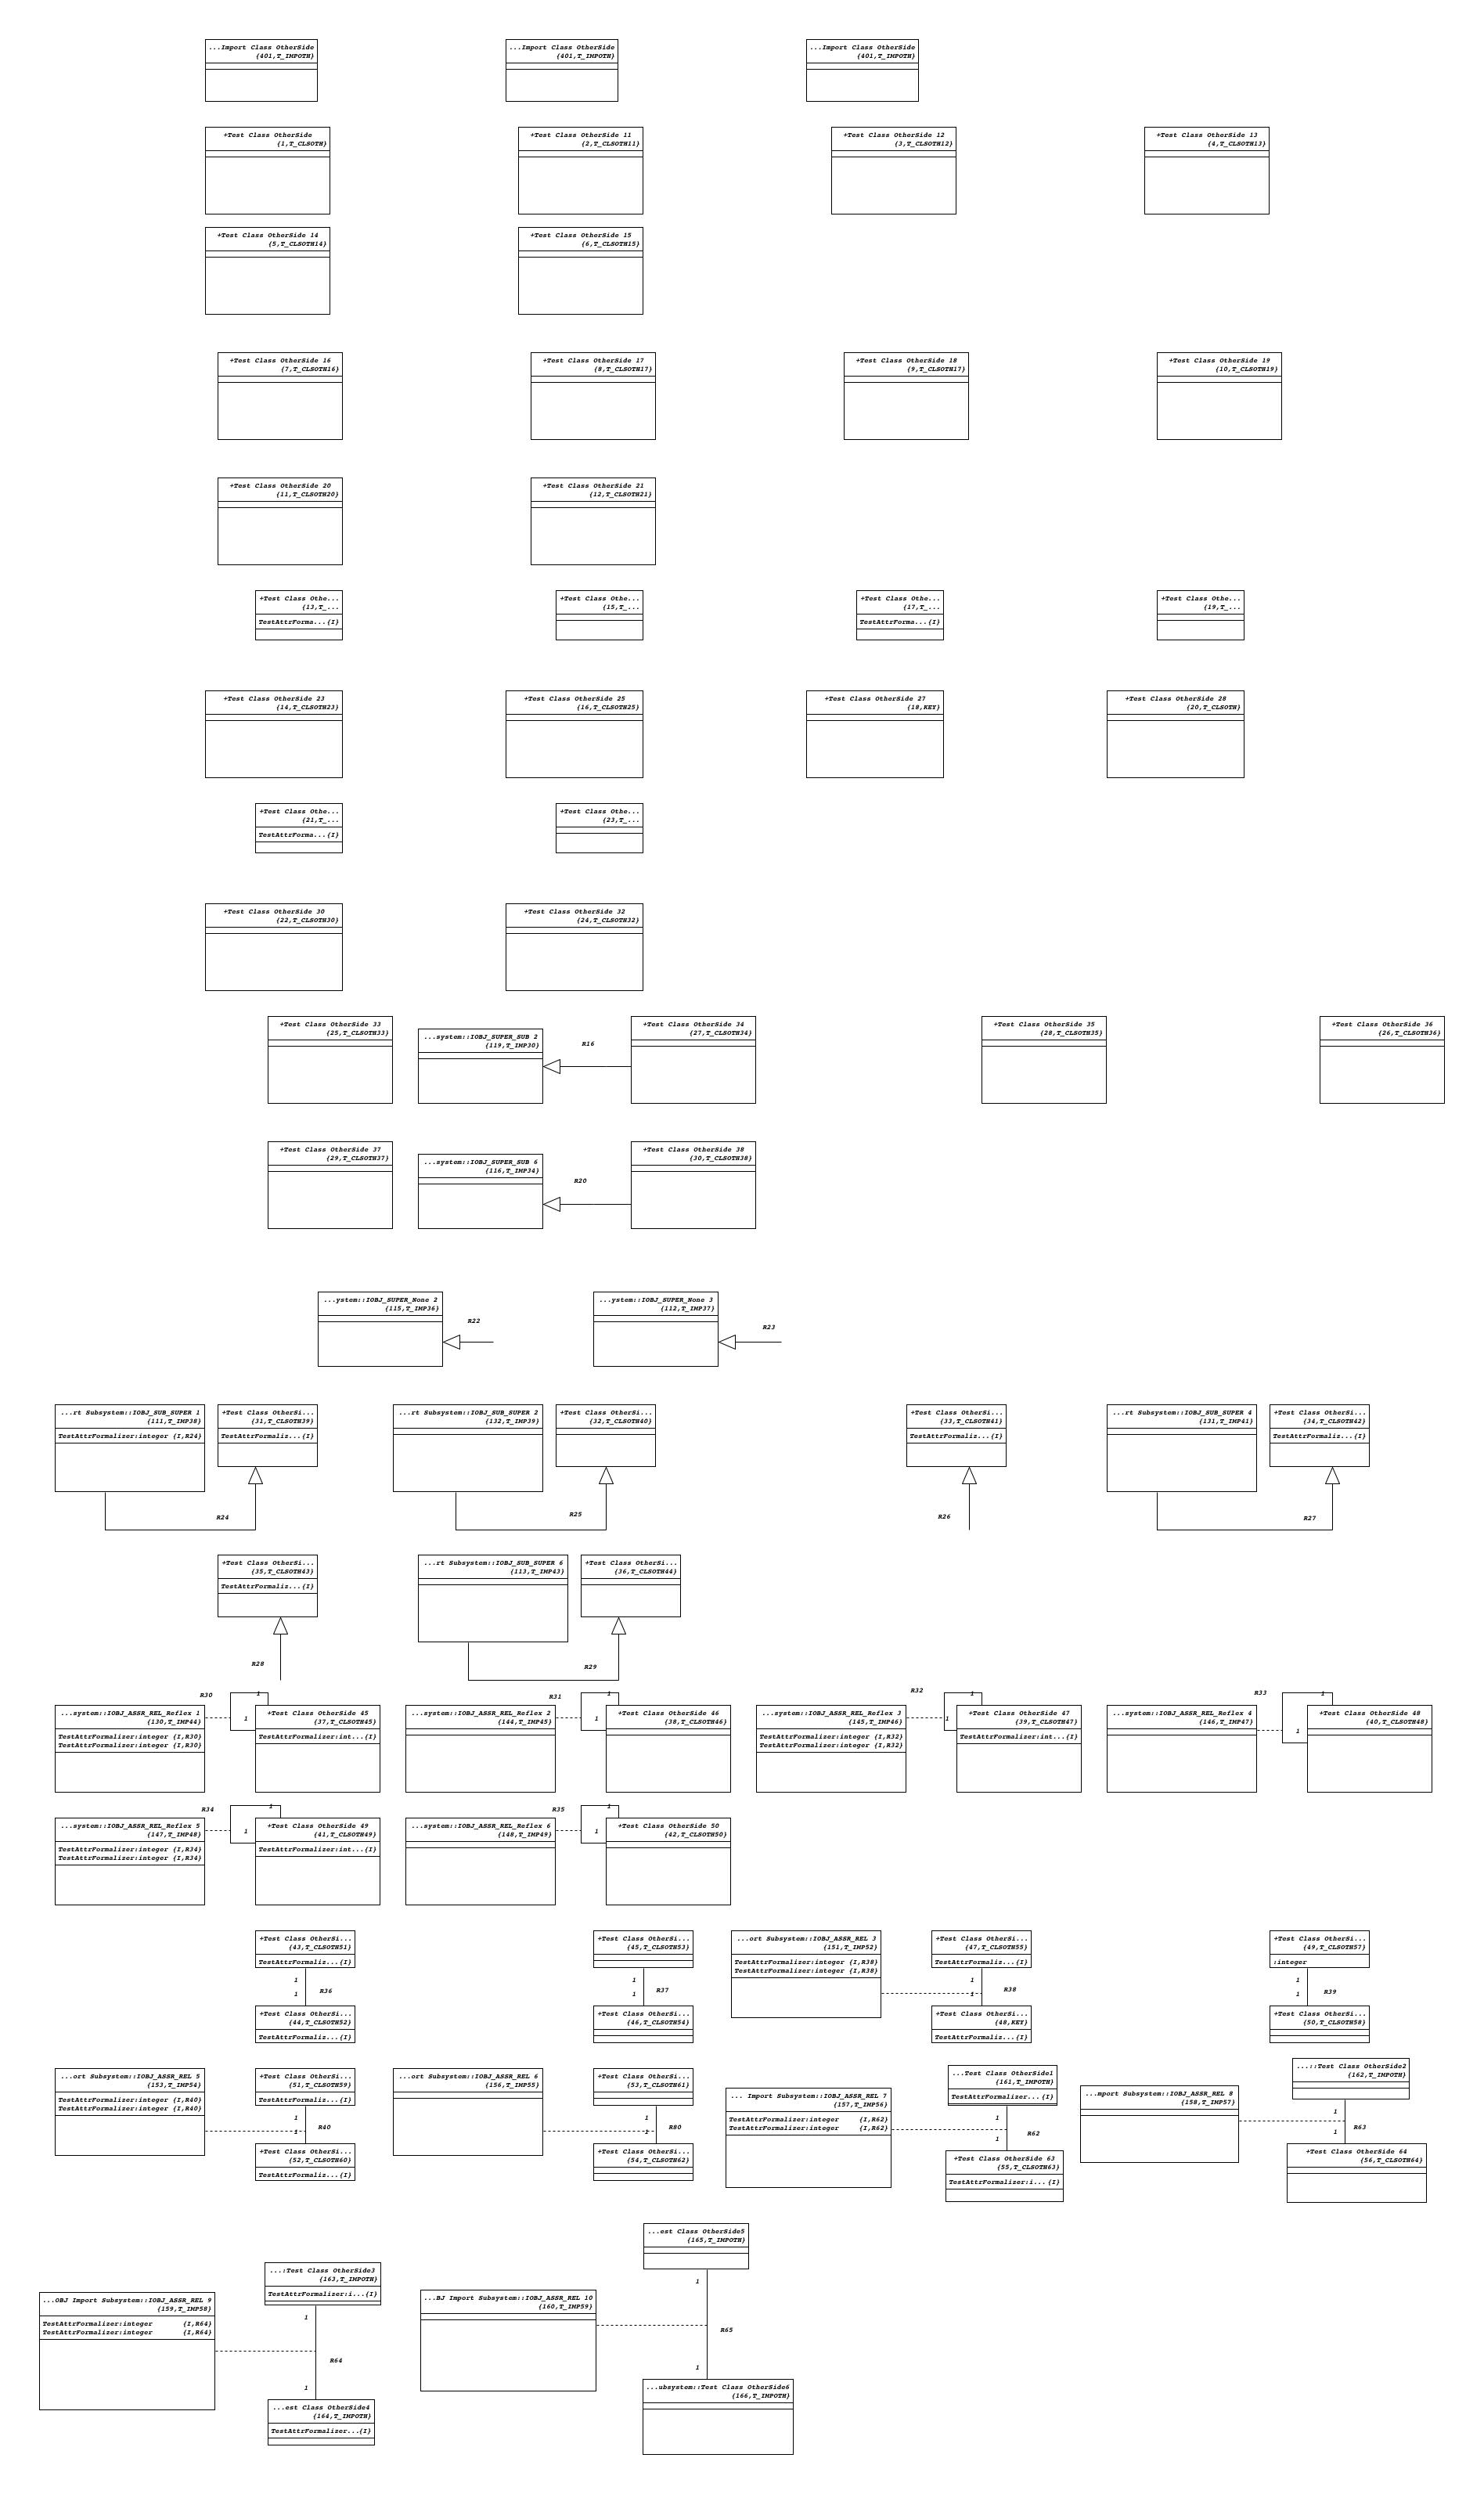 ...Import Class OtherSide
{401,T_IMPOTH}
...Import Class OtherSide
{401,T_IMPOTH}
...Import Class OtherSide
{401,T_IMPOTH}
+Test Class OtherSide
{1,T_CLSOTH}
+Test Class OtherSide 11
{2,T_CLSOTH11}
+Test Class OtherSide 12
{3,T_CLSOTH12}
+Test Class OtherSide 13
{4,T_CLSOTH13}
+Test Class OtherSide 14
{5,T_CLSOTH14}
+Test Class OtherSide 15
{6,T_CLSOTH15}
+Test Class OtherSide 16
{7,T_CLSOTH16}
+Test Class OtherSide 17
{8,T_CLSOTH17}
+Test Class OtherSide 18
{9,T_CLSOTH17}
+Test Class OtherSide 19
{10,T_CLSOTH19}
+Test Class OtherSide 20
{11,T_CLSOTH20}
+Test Class OtherSide 21
{12,T_CLSOTH21}
+Test Class Othe...
{13,T_...
TestAttrForma...{I}
+Test Class Othe...
{15,T_...
+Test Class Othe...
{17,T_...
TestAttrForma...{I}
+Test Class Othe...
{19,T_...
+Test Class OtherSide 23
{14,T_CLSOTH23}
+Test Class OtherSide 25
{16,T_CLSOTH25}
+Test Class OtherSide 27
{18,KEY}
+Test Class OtherSide 28
{20,T_CLSOTH}
+Test Class Othe...
{21,T_...
TestAttrForma...{I}
+Test Class Othe...
{23,T_...
+Test Class OtherSide 30
{22,T_CLSOTH30}
+Test Class OtherSide 32
{24,T_CLSOTH32}
+Test Class OtherSide 33
{25,T_CLSOTH33}
...system::IOBJ_SUPER_SUB 2
{119,T_IMP30}
R16
+Test Class OtherSide 34
{27,T_CLSOTH34}
+Test Class OtherSide 35
{28,T_CLSOTH35}
+Test Class OtherSide 36
{26,T_CLSOTH36}
+Test Class OtherSide 37
{29,T_CLSOTH37}
...system::IOBJ_SUPER_SUB 6
{116,T_IMP34}
R20
+Test Class OtherSide 38
{30,T_CLSOTH38}
...ystem::IOBJ_SUPER_None 2
{115,T_IMP36}
R22
...ystem::IOBJ_SUPER_None 3
{112,T_IMP37}
R23
...rt Subsystem::IOBJ_SUB_SUPER 1
{111,T_IMP38}
TestAttrFormalizer:integer {I,R24}
+Test Class OtherSi...
{31,T_CLSOTH39}
TestAttrFormaliz...{I}
R24
...rt Subsystem::IOBJ_SUB_SUPER 2
{132,T_IMP39}
+Test Class OtherSi...
{32,T_CLSOTH40}
R25
+Test Class OtherSi...
{33,T_CLSOTH41}
TestAttrFormaliz...{I}
R26
...rt Subsystem::IOBJ_SUB_SUPER 4
{131,T_IMP41}
+Test Class OtherSi...
{34,T_CLSOTH42}
TestAttrFormaliz...{I}
R27
+Test Class OtherSi...
{35,T_CLSOTH43}
TestAttrFormaliz...{I}
R28
...rt Subsystem::IOBJ_SUB_SUPER 6
{113,T_IMP43}
+Test Class OtherSi...
{36,T_CLSOTH44}
R29
R30
...system::IOBJ_ASSR_REL_Reflex 1
{130,T_IMP44}
TestAttrFormalizer:integer {I,R30}
TestAttrFormalizer:integer {I,R30}
1
1
+Test Class OtherSide 45
{37,T_CLSOTH45}
TestAttrFormalizer:int...{I}
R31
...system::IOBJ_ASSR_REL_Reflex 2
{144,T_IMP45}
1
1
+Test Class OtherSide 46
{38,T_CLSOTH46}
R32
...system::IOBJ_ASSR_REL_Reflex 3
{145,T_IMP46}
TestAttrFormalizer:integer {I,R32}
TestAttrFormalizer:integer {I,R32}
1
1
+Test Class OtherSide 47
{39,T_CLSOTH47}
TestAttrFormalizer:int...{I}
R33
...system::IOBJ_ASSR_REL_Reflex 4
{146,T_IMP47}
1
1
+Test Class OtherSide 48
{40,T_CLSOTH48}
R34
...system::IOBJ_ASSR_REL_Reflex 5
{147,T_IMP48}
TestAttrFormalizer:integer {I,R34}
TestAttrFormalizer:integer {I,R34}
1
1
+Test Class OtherSide 49
{41,T_CLSOTH49}
TestAttrFormalizer:int...{I}
R35
...system::IOBJ_ASSR_REL_Reflex 6
{148,T_IMP49}
1
1
+Test Class OtherSide 50
{42,T_CLSOTH50}
+Test Class OtherSi...
{43,T_CLSOTH51}
TestAttrFormaliz...{I}
1
1
R36
+Test Class OtherSi...
{44,T_CLSOTH52}
TestAttrFormaliz...{I}
+Test Class OtherSi...
{45,T_CLSOTH53}
1
1
R37
+Test Class OtherSi...
{46,T_CLSOTH54}
...ort Subsystem::IOBJ_ASSR_REL 3
{151,T_IMP52}
TestAttrFormalizer:integer {I,R38}
TestAttrFormalizer:integer {I,R38}
+Test Class OtherSi...
{47,T_CLSOTH55}
TestAttrFormaliz...{I}
1
1
R38
+Test Class OtherSi...
{48,KEY}
TestAttrFormaliz...{I}
+Test Class OtherSi...
{49,T_CLSOTH57}
:integer
1
1
R39
+Test Class OtherSi...
{50,T_CLSOTH58}
...ort Subsystem::IOBJ_ASSR_REL 5
{153,T_IMP54}
TestAttrFormalizer:integer {I,R40}
TestAttrFormalizer:integer {I,R40}
+Test Class OtherSi...
{51,T_CLSOTH59}
TestAttrFormaliz...{I}
1
1
R40
+Test Class OtherSi...
{52,T_CLSOTH60}
TestAttrFormaliz...{I}
...ort Subsystem::IOBJ_ASSR_REL 6
{156,T_IMP55}
+Test Class OtherSi...
{53,T_CLSOTH61}
1
1
R80
+Test Class OtherSi...
{54,T_CLSOTH62}
... Import Subsystem::IOBJ_ASSR_REL 7
{157,T_IMP56}
TestAttrFormalizer:integer {I,R62}
TestAttrFormalizer:integer {I,R62}
...Test Class OtherSide1
{161,T_IMPOTH}
TestAttrFormalizer...{I}
1
1
R62
+Test Class OtherSide 63
{55,T_CLSOTH63}
TestAttrFormalizer:i...{I}
...mport Subsystem::IOBJ_ASSR_REL 8
{158,T_IMP57}
...::Test Class OtherSide2
{162,T_IMPOTH}
1
1
R63
+Test Class OtherSide 64
{56,T_CLSOTH64}
...OBJ Import Subsystem::IOBJ_ASSR_REL 9
{159,T_IMP58}
TestAttrFormalizer:integer {I,R64}
TestAttrFormalizer:integer {I,R64}
...:Test Class OtherSide3
{163,T_IMPOTH}
TestAttrFormalizer:i...{I}
1
R64
1
...est Class OtherSide4
{164,T_IMPOTH}
TestAttrFormalizer...{I}
...BJ Import Subsystem::IOBJ_ASSR_REL 10
{160,T_IMP59}
...est Class OtherSide5
{165,T_IMPOTH}
1
R65
1
...ubsystem::Test Class OtherSide6
{166,T_IMPOTH}